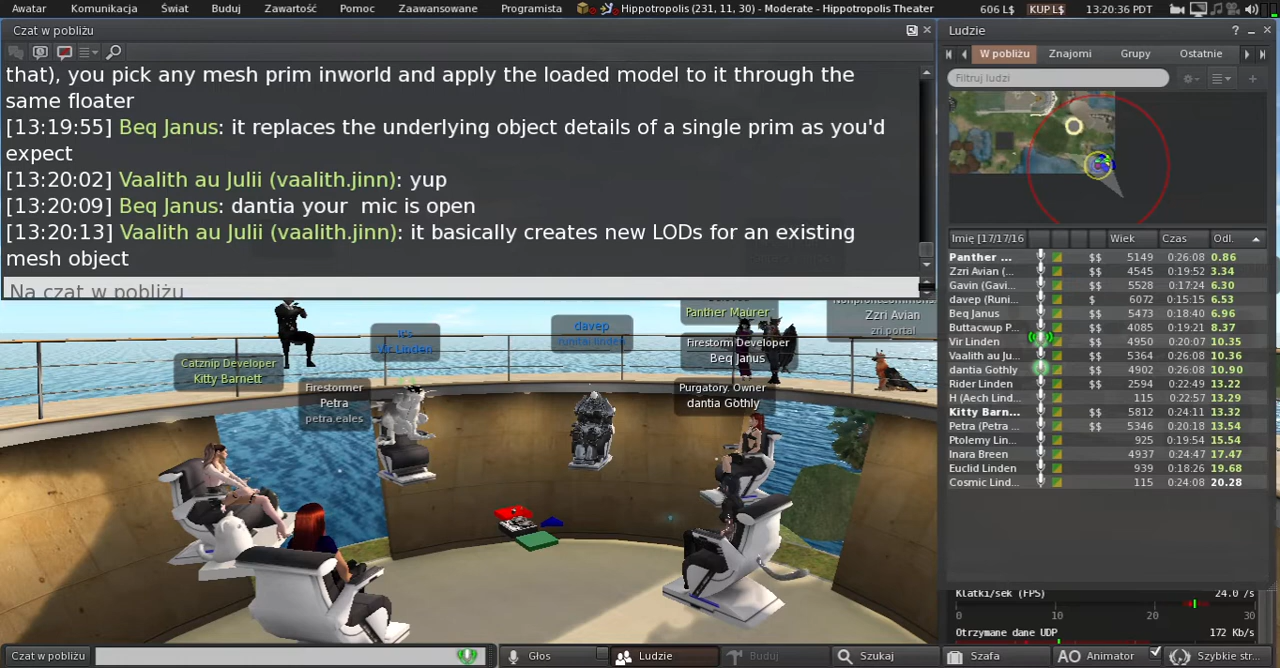 Awatar Komunikacja Świat Buduj Zawartość Pomoc Zaawansowane Programista Hippotropolis (231, 11, 30) - Moderate - Hippotropolis Theater 606 L$ KUP L$ 13:20:36 PDT
Czat w pobliżu
that), you pick any mesh prim inworld and apply the loaded model to it through the
same floater
[13:19:55] Beq Janus: it replaces the underlying object details of a single prim as you'd
expect
[13:20:02] Vaalith au Julii (vaalith.jinn): yup
[13:20:09] Beq Janus: dantia your mic is open
[13:20:13] Vaalith au Julii (vaalith.jinn): it basically creates new LODs for an existing
mesh object
Na czat w pobliżu
Catznip Developer
Kitty Barnett
Firestormer
Petra
petra.eales
It's
Vir Linden
davep
runitai linden
Panther Maurer
Firestorm Developer
Beq Janus
Purgatory. Owner
dantia Gothly
NonprofitCommons
Zzri Avian
zri portal
Ludzie
W pobliżu Znajomi Grupy Ostatnie
Filtruj ludzi
Imię [17/17/16 Wiek Czas Odl.
Panther ... $$ 5149 0:26:08 0.86
Zzri Avian (... $$ 4545 0:19:52 3.34
Gavin (Gavi... $$ 5528 0:17:24 6.30
davep (Runi... $ 6072 0:15:15 6.53
Beq Janus $$ 5473 0:18:40 6.96
Buttacwup P... $$ 4085 0:19:21 8.37
Vir Linden $$ 4950 0:20:07 10.35
Vaalith au Ju... $$ 5364 0:26:08 10.36
dantia Gothly $$ 4902 0:26:08 10.90
Rider Linden $$ 2594 0:22:49 13.22
H (Aech Lind... 115 0:22:57 13.29
Kitty Barn... $$ 5812 0:24:11 13.32
Petra (Petra ... $$ 5346 0:20:18 13.54
Ptolemy Lin... 925 0:19:54 15.54
Inara Breen 4937 0:24:47 17.47
Euclid Linden 939 0:18:26 19.68
Cosmic Lind... 115 0:24:08 20.28
Klatki/sek (FPS) 24.0 /s
0 10 20 30
Otrzymane dane UDP 172 Kb/s
Czat w pobliżu Głos Ludzie Buduj Szukaj Szafa AO Animator Szybkie str...